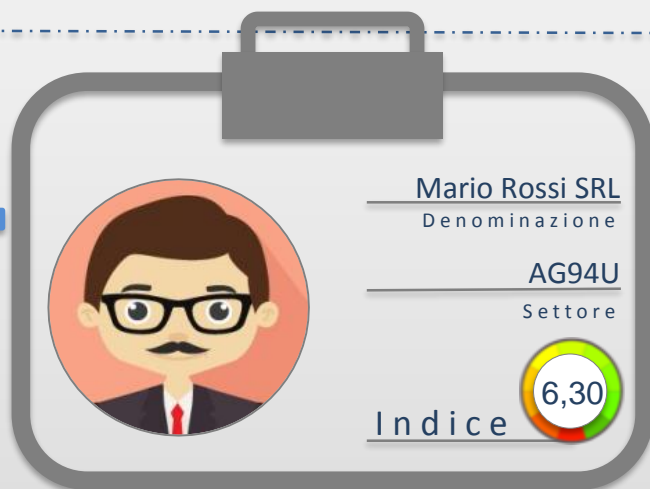 Mario Rossi SRL
Denominazione
AG94U
Settore
Indice 6,30